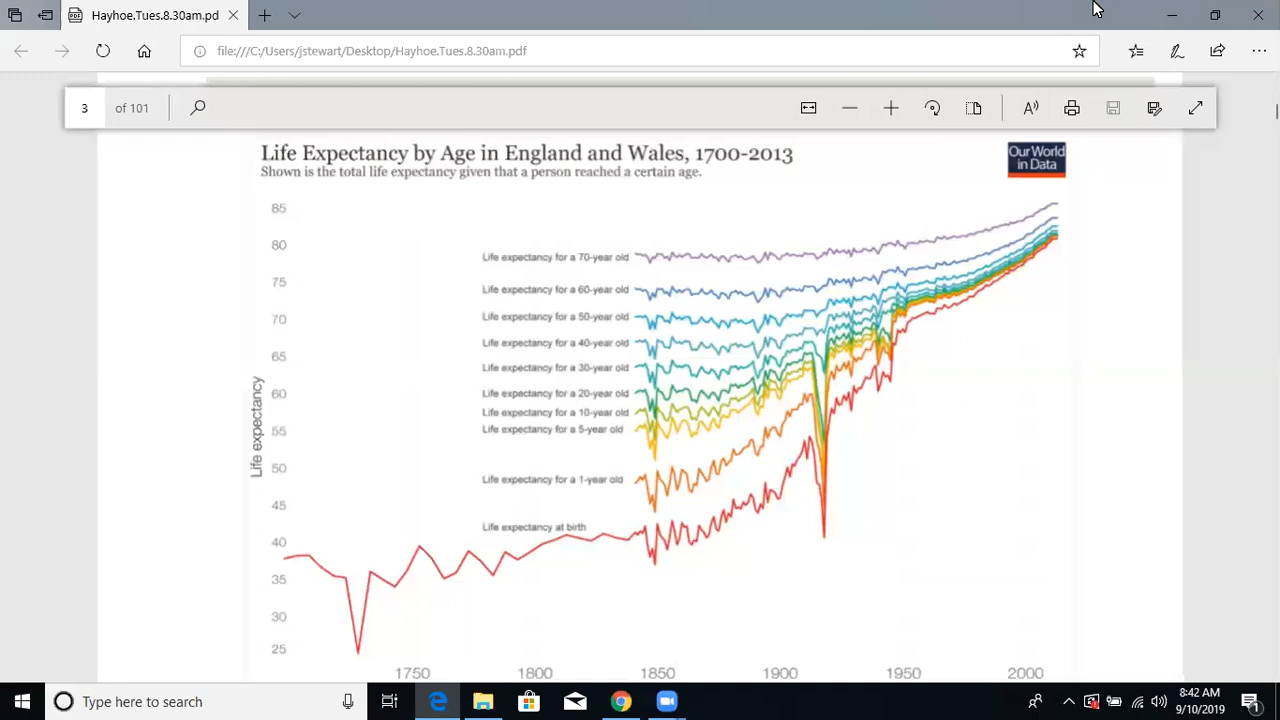 Hayhoe.Tues.8.30am.pdf
file:///C:/Users/jstewart/Desktop/Hayhoe.Tues.8.30am.pdf
3 of 101
Life Expectancy by Age in England and Wales, 1700-2013
Shown is the total life expectancy given that a person reached a certain age.
Our World
in Data
85
80
Life expectancy for a 70-year old
75
Life expectancy for a 60-year old
70
Life expectancy for a 50-year old
Life expectancy for a 40-year old
65
Life expectancy for a 30-year old
60
Life expectancy for a 20-year old
Life expectancy for a 10-year old
55
Life expectancy for a 5-year old
Life expectancy
50
Life expectancy for a 1-year old
45
Life expectancy at birth
40
35
30
25
1750 1800 1850 1900 1950 2000
Type here to search
8:42 AM
9/10/2019
1